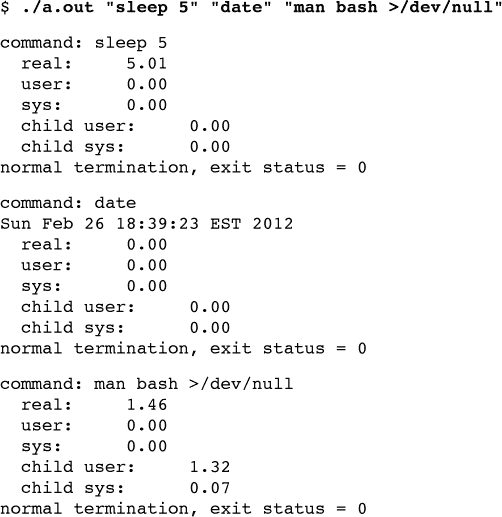 $ ./a.out "sleep 5" "date" "man bash >/dev/null"
command: sleep 5
  real:     5.01
  user:     0.00
  sys:      0.00
  child user:     0.00
  child sys:      0.00
normal termination, exit status = 0
command: date
Sun Feb 26 18:39:23 EST 2012
  real:     0.00
  user:     0.00
  sys:      0.00
  child user:     0.00
  child sys:      0.00
normal termination, exit status = 0
command: man bash >/dev/null
  real:     1.46
  user:     0.00
  sys:      0.00
  child user:     1.32
  child sys:      0.07
normal termination, exit status = 0